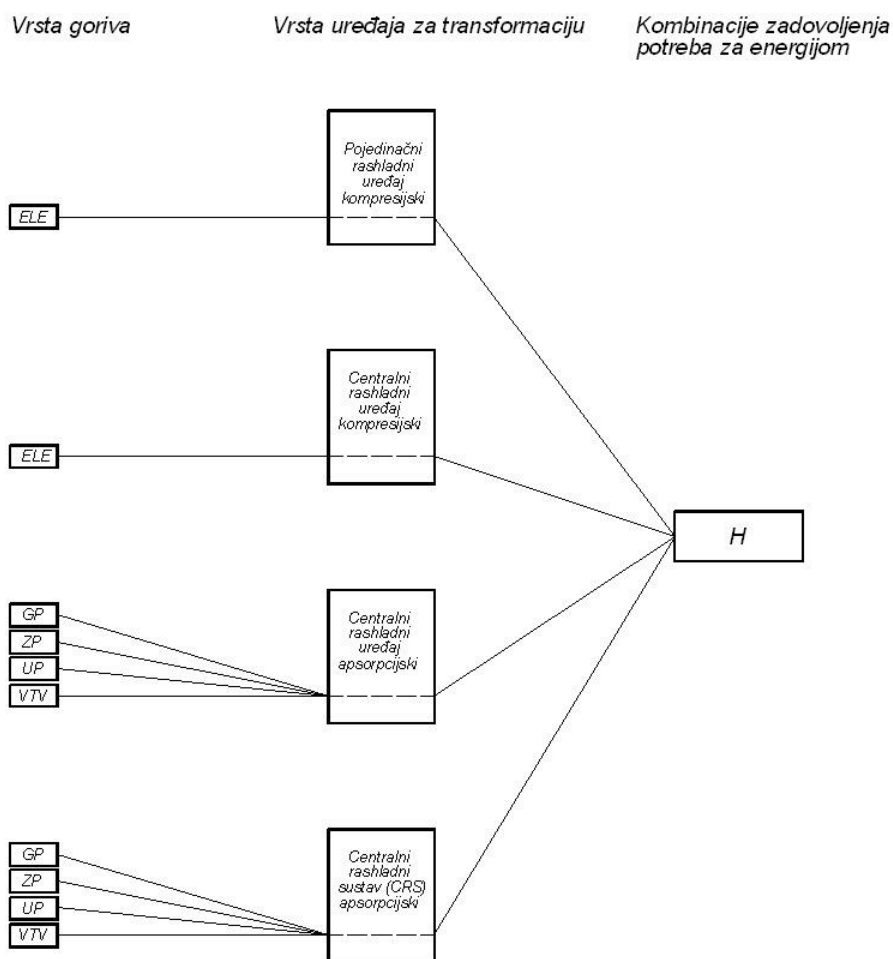 Vrsta goriva
Vrsta uređaja za transformaciju
Kombinacije zadovoljenja
potreba za energijom
Pojedinačni
rashladni
uređaj
kompresijski
ELE
Centralni
rashladni
uređaj
kompresijski
ELE
H
GP
ZP
UP
VTV
Centralni
rashladni
uređaj
apsorpcijski
GP
ZP
UP
VTV
Centralni
rashladni
sustav (CRS)
apsorpcijski